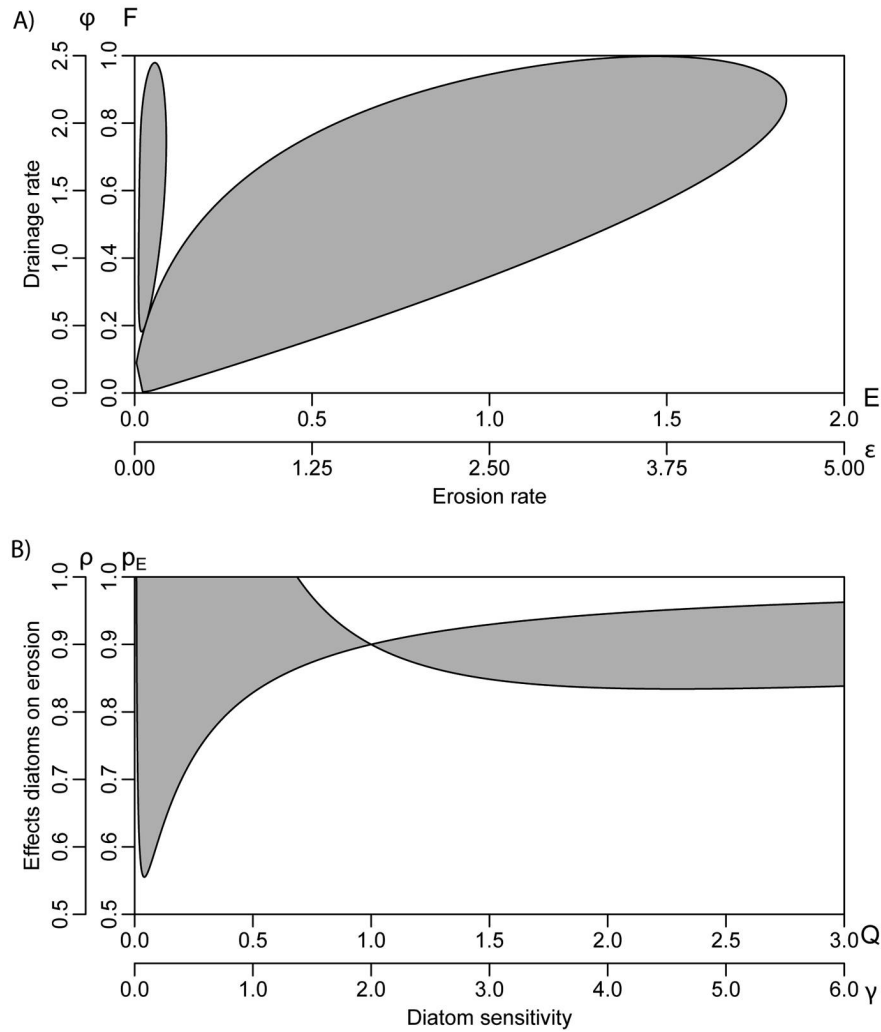 A)
φ F
Drainage rate
2.5
2.0
1.5
1.0
0.5
0.0
1.0
0.8
0.6
0.4
0.2
0.0
0.0 0.5 1.0 1.5 2.0 E
0.00 1.25 2.50 3.75 5.00 ε
Erosion rate
B)
ρ pE
Effects diatoms on erosion
1.0
0.9
0.8
0.7
0.6
0.5
1.0
0.9
0.8
0.7
0.6
0.5
0.0 0.5 1.0 1.5 2.0 2.5 3.0 Q
0.0 1.0 2.0 3.0 4.0 5.0 6.0 γ
Diatom sensitivity